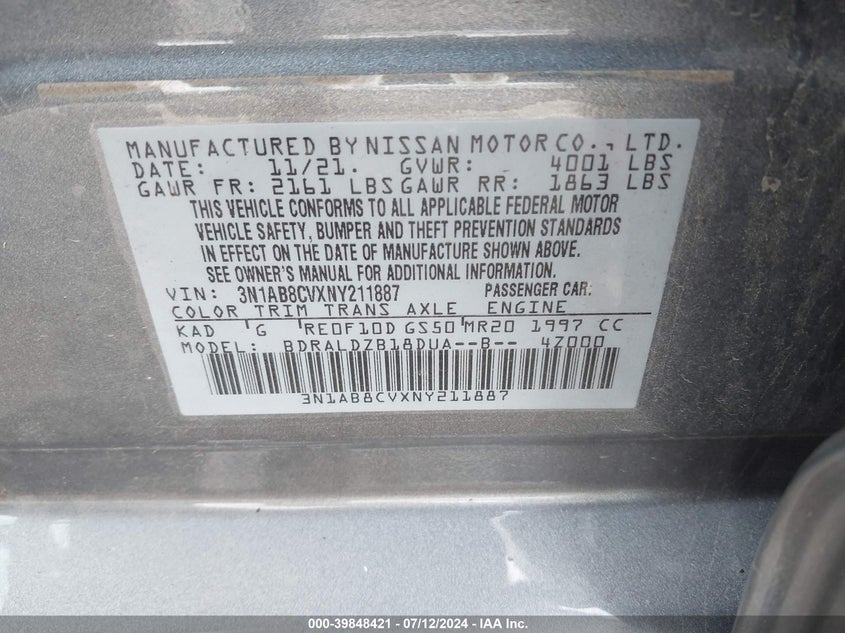 MANUFACTURED BY NISSAN MOTOR CO., LTD.
DATE: 11/21. GVWR: 4001 LBS
GAWR FR: 2161 LBS GAWR RR: 1863 LBS
THIS VEHICLE CONFORMS TO ALL APPLICABLE FEDERAL MOTOR
VEHICLE SAFETY, BUMPER AND THEFT PREVENTION STANDARDS
IN EFFECT ON THE DATE OF MANUFACTURE SHOWN ABOVE.
SEE OWNER'S MANUAL FOR ADDITIONAL INFORMATION.
VIN: 3N1AB8CVXNY211887 PASSENGER CAR.
COLOR TRIM TRANS AXLE ENGINE
KAD G RE0F10D GS50 MR20 1997 CC
MODEL: BDRALDZB18DUA--B-- 4Z000
3N1AB8CVXNY211887
000-39848421 - 07/12/2024 - IAA Inc.